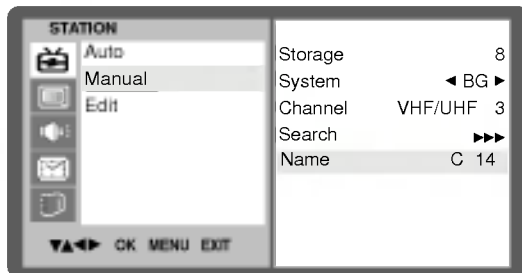 STATION
Auto
Manual
Edit
▼▲◀▶ OK MENU EXIT
Storage 8
System ◀ BG ▶
Channel VHF/UHF 3
Search ▶▶▶
Name C 14